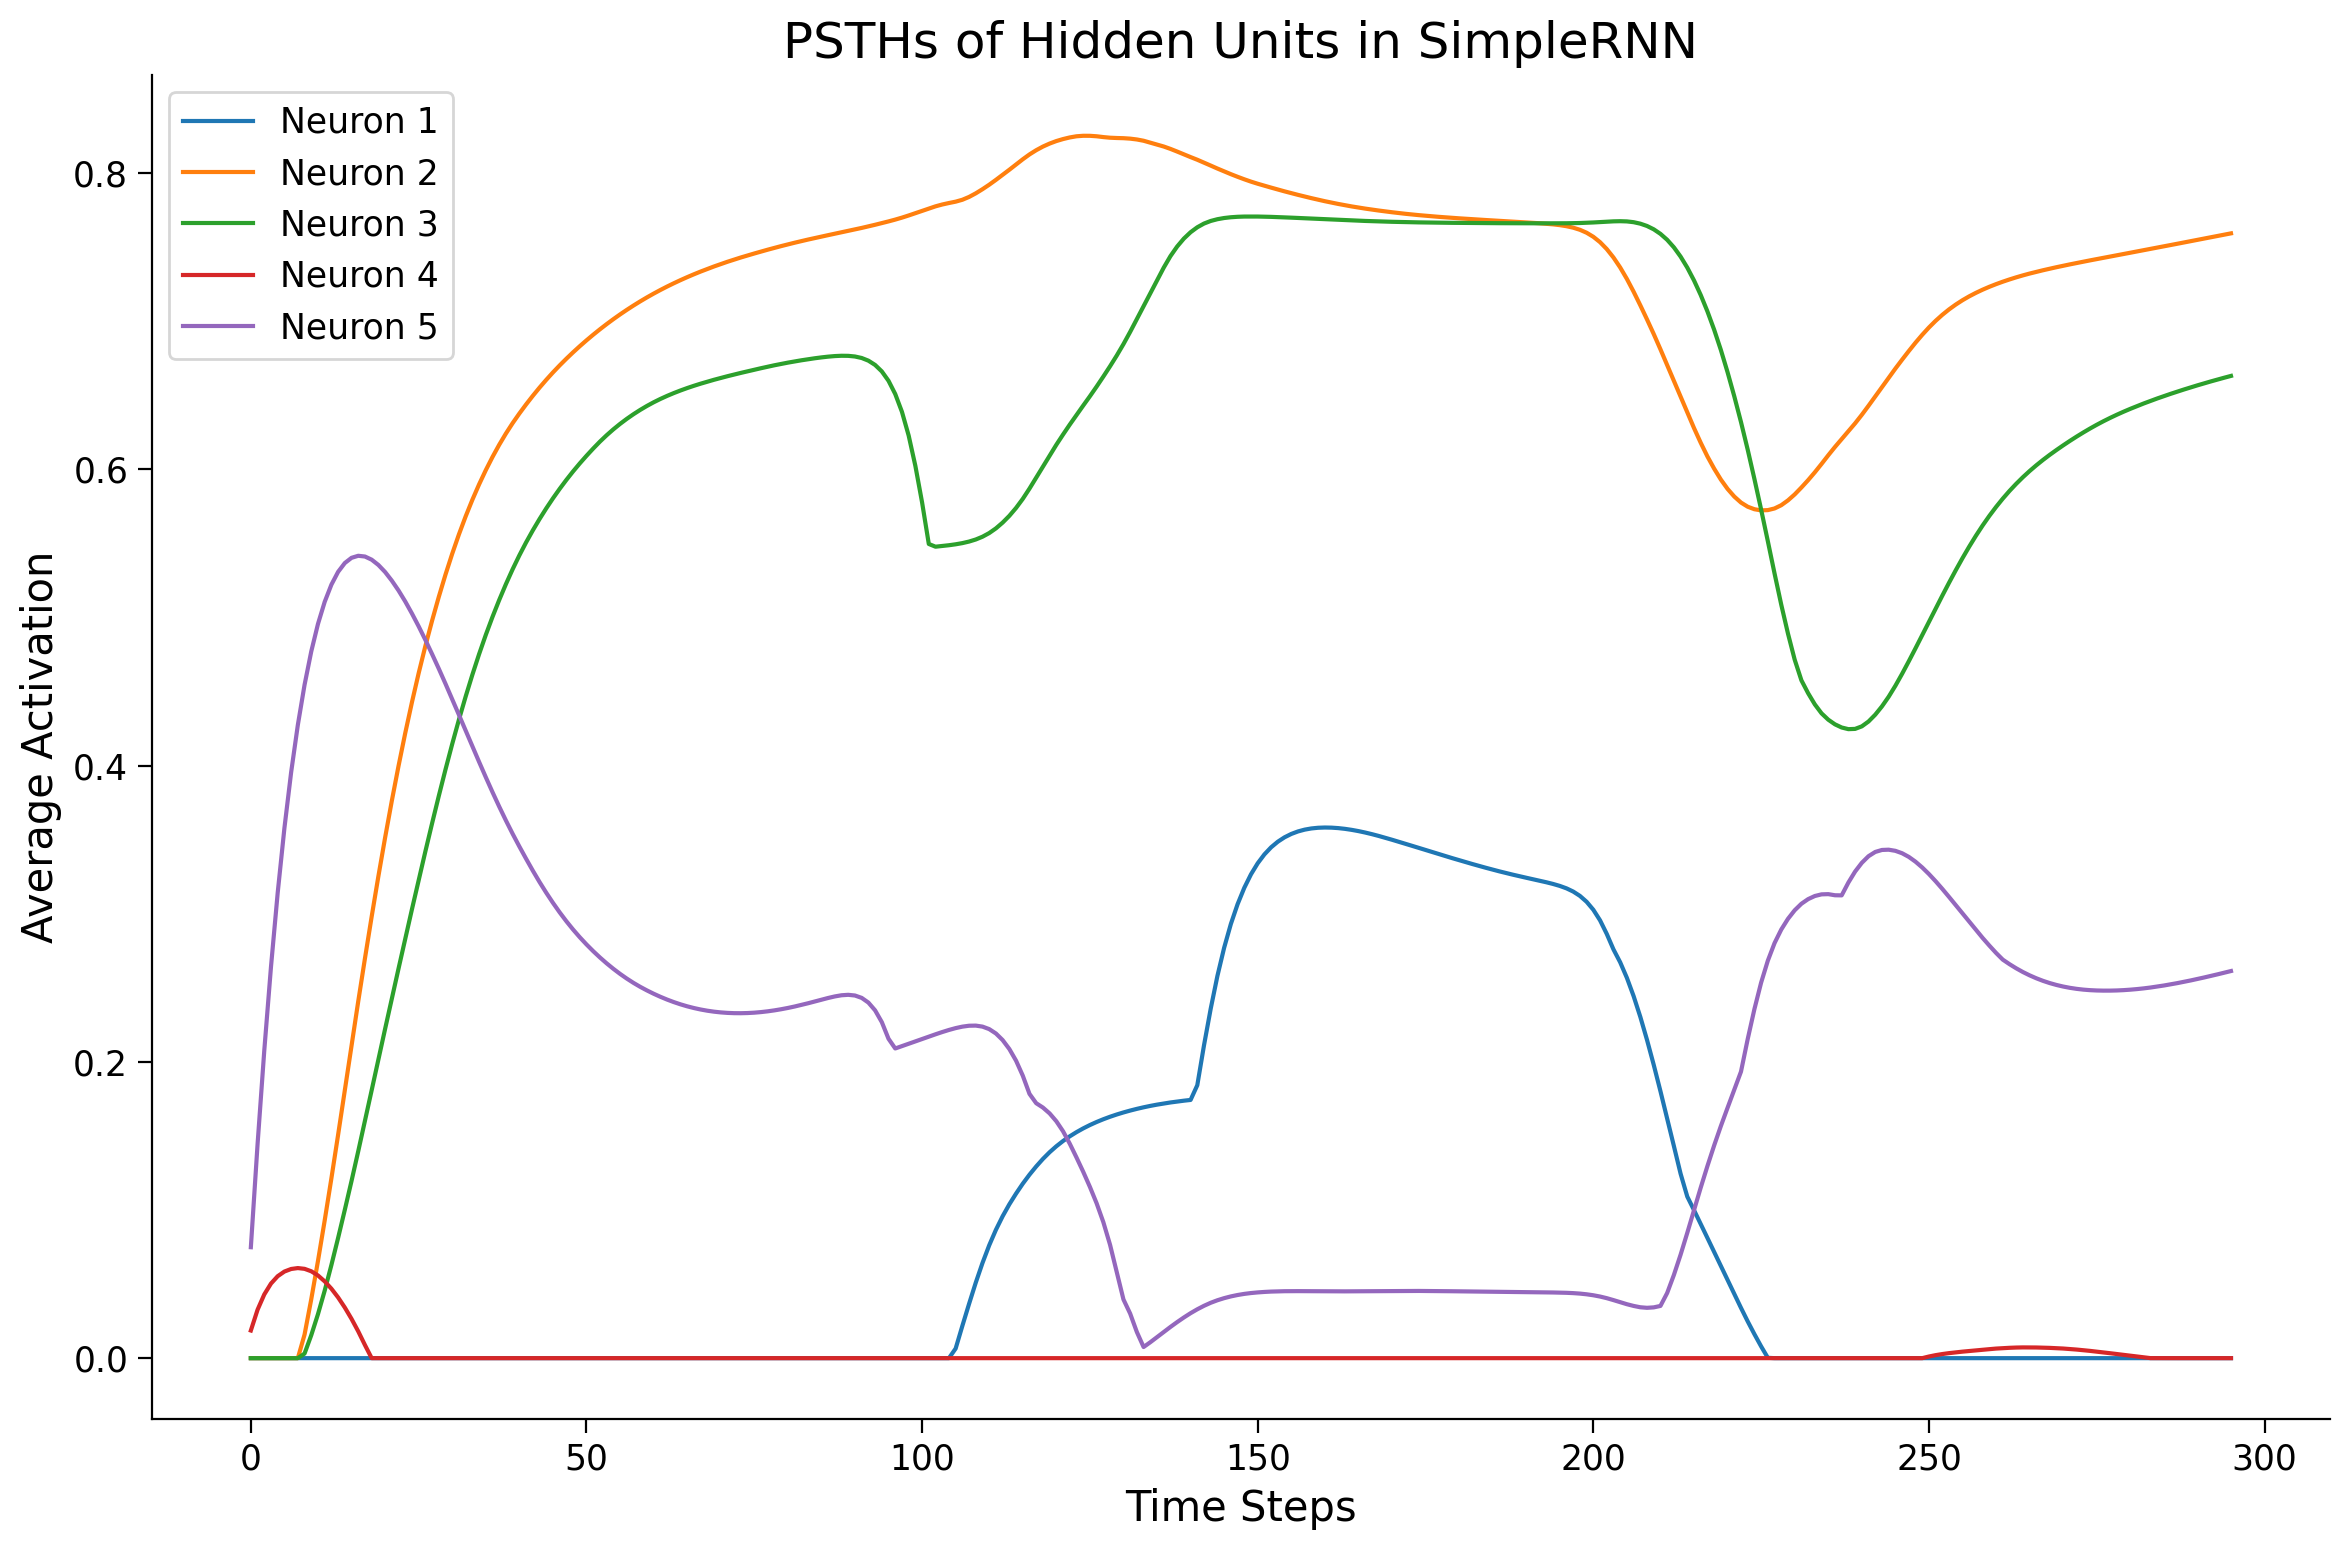 PSTHs of Hidden Units in SimpleRNN
Neuron 1
Neuron 2
Neuron 3
Neuron 4
Neuron 5
Average Activation
0.8
0.6
0.4
0.2
0.0
0 50 100 150 200 250 300
Time Steps